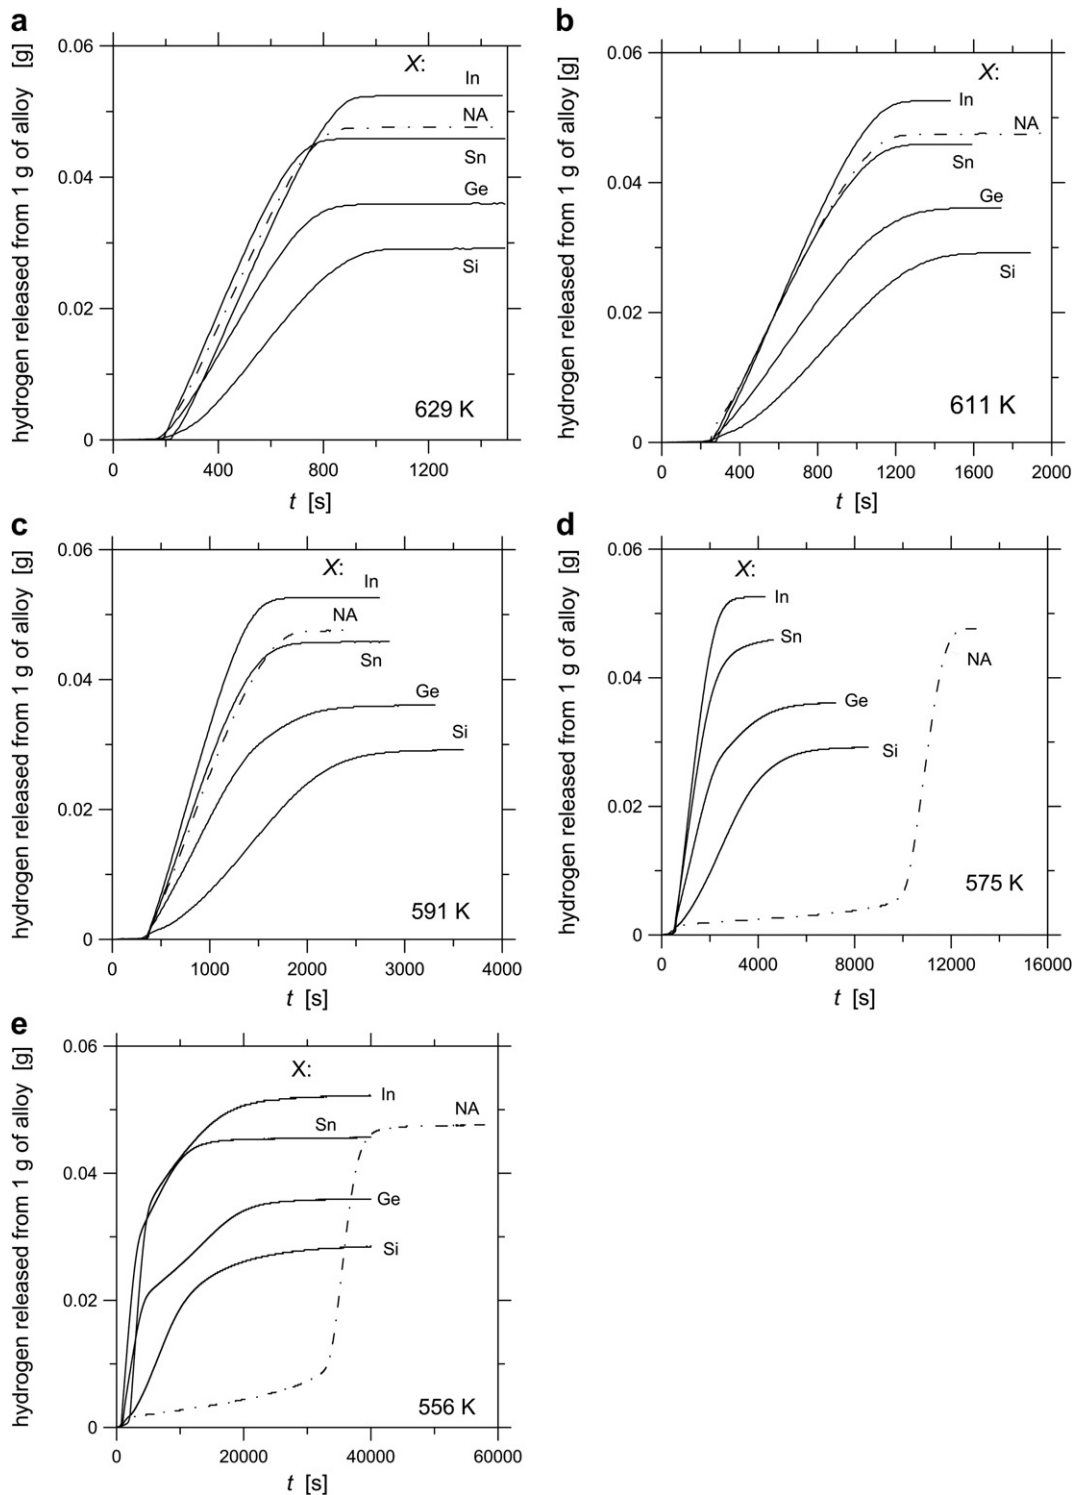 a
hydrogen released from 1 g of alloy [g]
0.06
0.04
0.02
0
X:
In
NA
Sn
Ge
Si
629 K
0 400 800 1200
t [s]
b
hydrogen released from 1 g of alloy [g]
0.06
0.04
0.02
0
X:
In
NA
Sn
Ge
Si
611 K
0 400 800 1200 1600 2000
t [s]
c
hydrogen released from 1 g of alloy [g]
0.06
0.04
0.02
0
X:
In
NA
Sn
Ge
Si
591 K
0 1000 2000 3000 4000
t [s]
d
hydrogen released from 1 g of alloy [g]
0.06
0.04
0.02
0
X:
In
Sn
NA
Ge
Si
575 K
0 4000 8000 12000 16000
t [s]
e
hydrogen released from 1 g of alloy [g]
0.06
0.04
0.02
0
X:
In
NA
Sn
Ge
Si
556 K
0 20000 40000 60000
t [s]